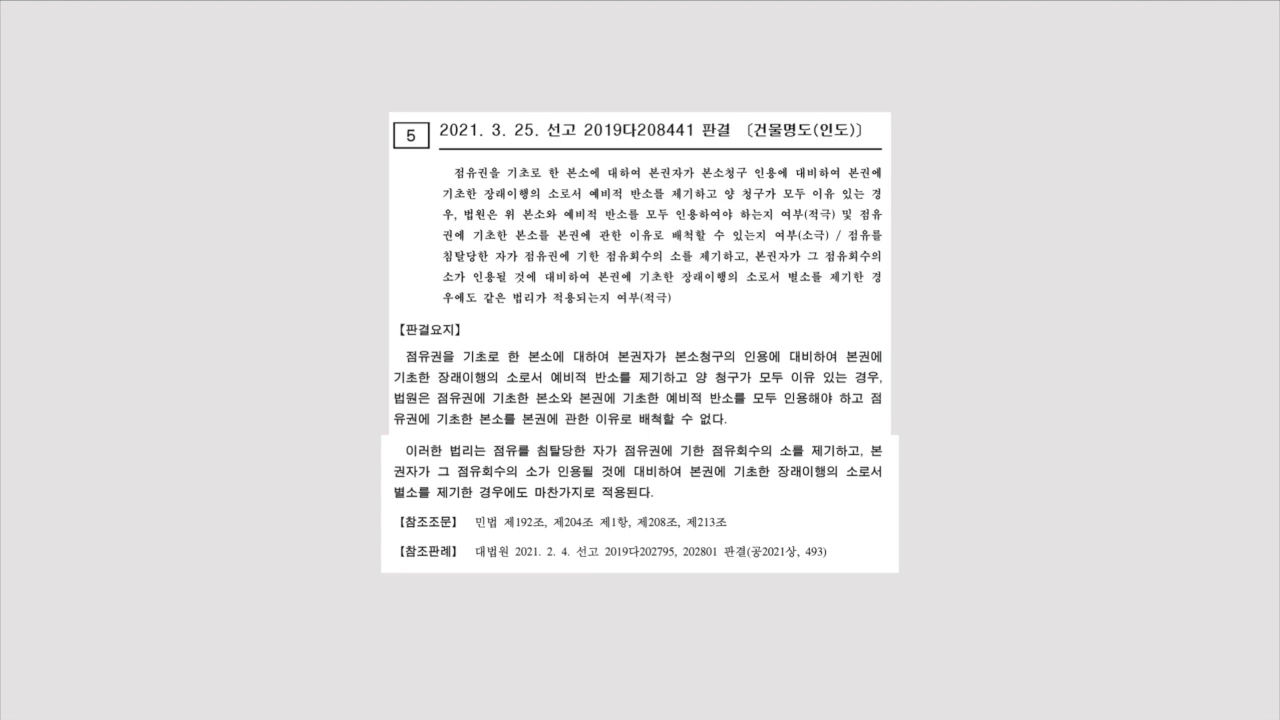 5
2021. 3. 25. 선고 2019다208441 판결 〔건물명도(인도)〕
점유권을 기초로 한 본소에 대하여 본권자가 본소청구 인용에 대비하여 본권에
기초한 장래이행의 소로서 예비적 반소를 제기하고 양 청구가 모두 이유 있는 경
우, 법원은 위 본소와 예비적 반소를 모두 인용하여야 하는지 여부(적극) 및 점유
권에 기초한 본소를 본권에 관한 이유로 배척할 수 있는지 여부(소극) / 점유를
침탈당한 자가 점유권에 기한 점유회수의 소를 제기하고, 본권자가 그 점유회수의
소가 인용될 것에 대비하여 본권에 기초한 장래이행의 소로서 별소를 제기한 경
우에도 같은 법리가 적용되는지 여부(적극)
【판결요지】
점유권을 기초로 한 본소에 대하여 본권자가 본소청구의 인용에 대비하여 본권에
기초한 장래이행의 소로서 예비적 반소를 제기하고 양 청구가 모두 이유 있는 경우,
법원은 점유권에 기초한 본소와 본권에 기초한 예비적 반소를 모두 인용해야 하고 점
유권에 기초한 본소를 본권에 관한 이유로 배척할 수 없다.
이러한 법리는 점유를 침탈당한 자가 점유권에 기한 점유회수의 소를 제기하고, 본
권자가 그 점유회수의 소가 인용될 것에 대비하여 본권에 기초한 장래이행의 소로서
별소를 제기한 경우에도 마찬가지로 적용된다.
【참조조문】 민법 제192조, 제204조 제1항, 제208조, 제213조
【참조판례】 대법원 2021. 2. 4. 선고 2019다202795, 202801 판결(공2021상, 493)